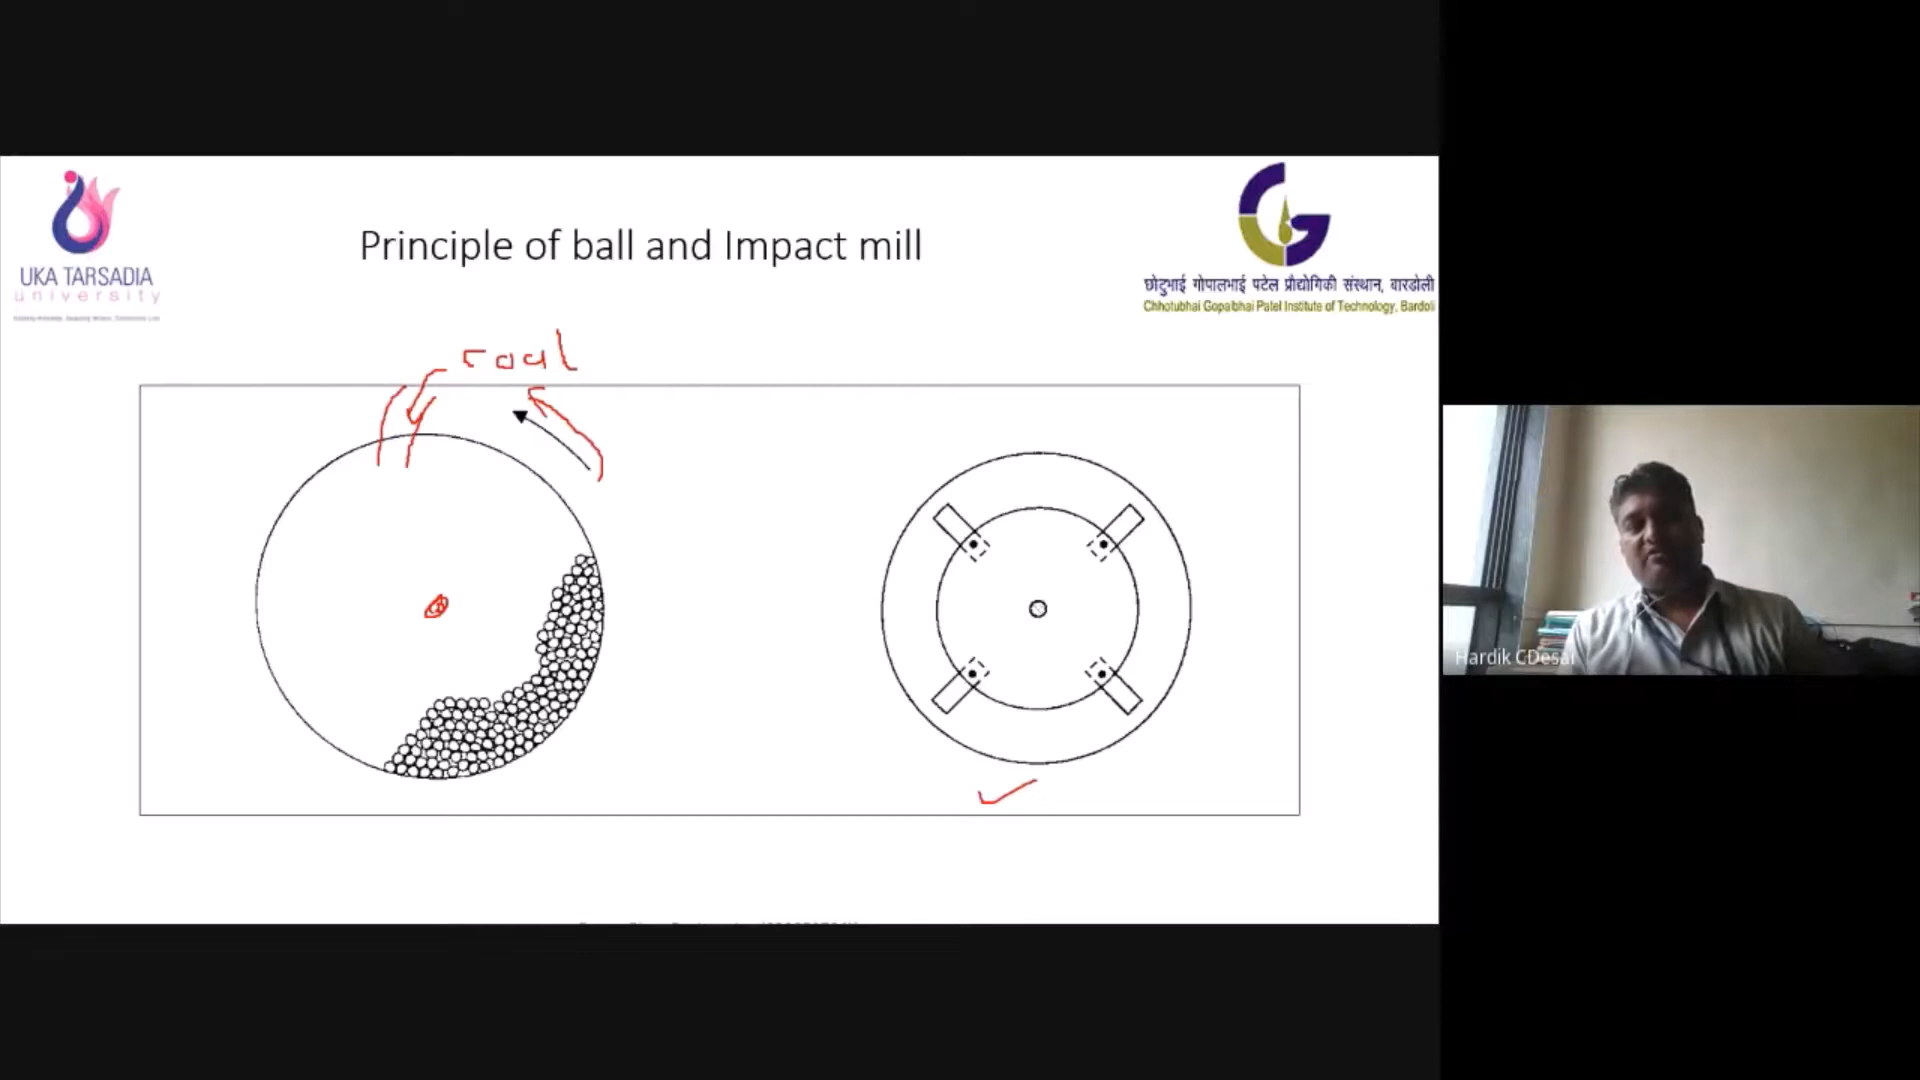 UKA TARSADIA
university
Principle of ball and Impact mill
छोटुभाई गोपालभाई पटेल प्रौद्योगिकी संस्थान, बारडोली
Chhotubhai Gopalbhai Patel Institute of Technology, Bardoli
coal
Hardik CDesai